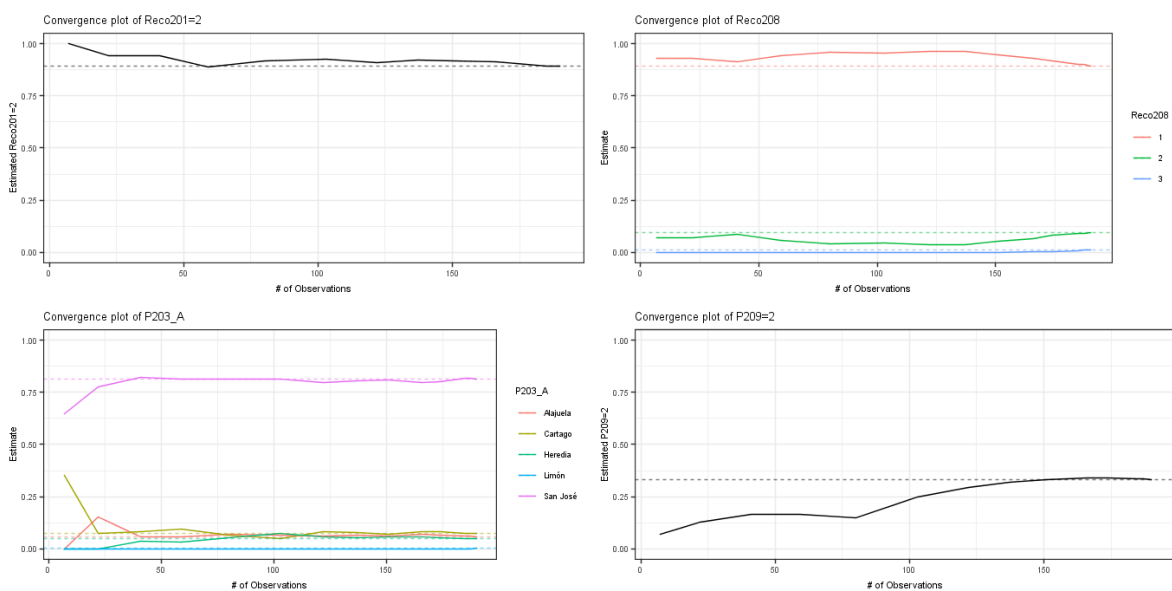 Convergence plot of Reco201=2
1.00
0.75
0.50
0.25
0.00
Estimated Reco201=2
0
50
100
150
# of Observations
Convergence plot of Reco208
1.00
0.75
0.50
0.25
0.00
Estimate
0
50
100
150
# of Observations
Reco208
1
2
3
Convergence plot of P203_A
1.00
0.75
0.50
0.25
0.00
Estimate
0
50
100
150
# of Observations
P203_A
Alajuela
Cartago
Heredia
Limón
San José
Convergence plot of P209=2
1.00
0.75
0.50
0.25
0.00
Estimated P209=2
0
50
100
150
# of Observations